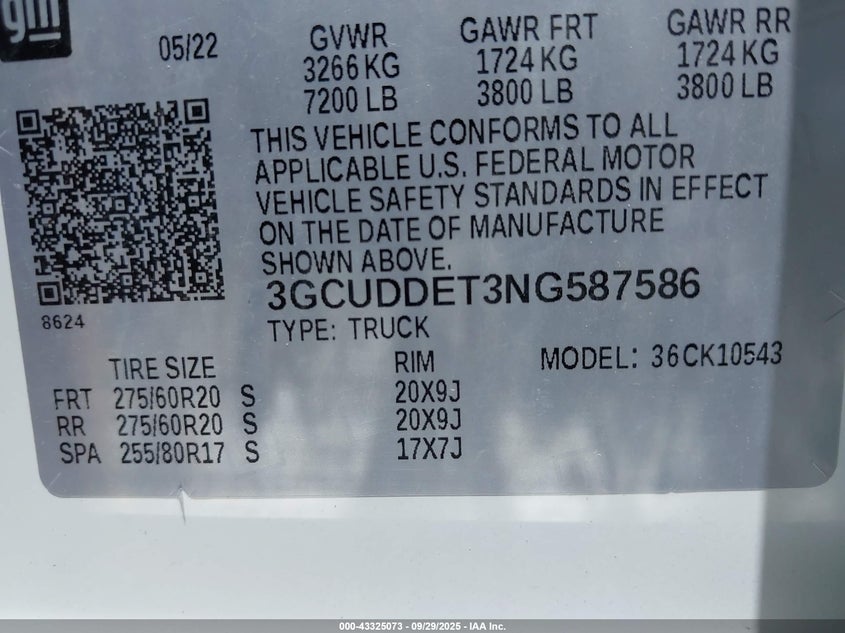 gm
05/22
GVWR GAWR FRT GAWR RR
3266 KG 1724 KG 1724 KG
7200 LB 3800 LB 3800 LB
THIS VEHICLE CONFORMS TO ALL
APPLICABLE U.S. FEDERAL MOTOR
VEHICLE SAFETY STANDARDS IN EFFECT
ON THE DATE OF MANUFACTURE
SHOWN ABOVE.
3GCUDDET3NG587586
8624
TYPE: TRUCK
TIRE SIZE RIM MODEL: 36CK10543
FRT 275/60R20 S 20X9J
RR 275/60R20 S 20X9J
SPA 255/80R17 S 17X7J
000-43325073 - 09/29/2025 - IAA Inc.